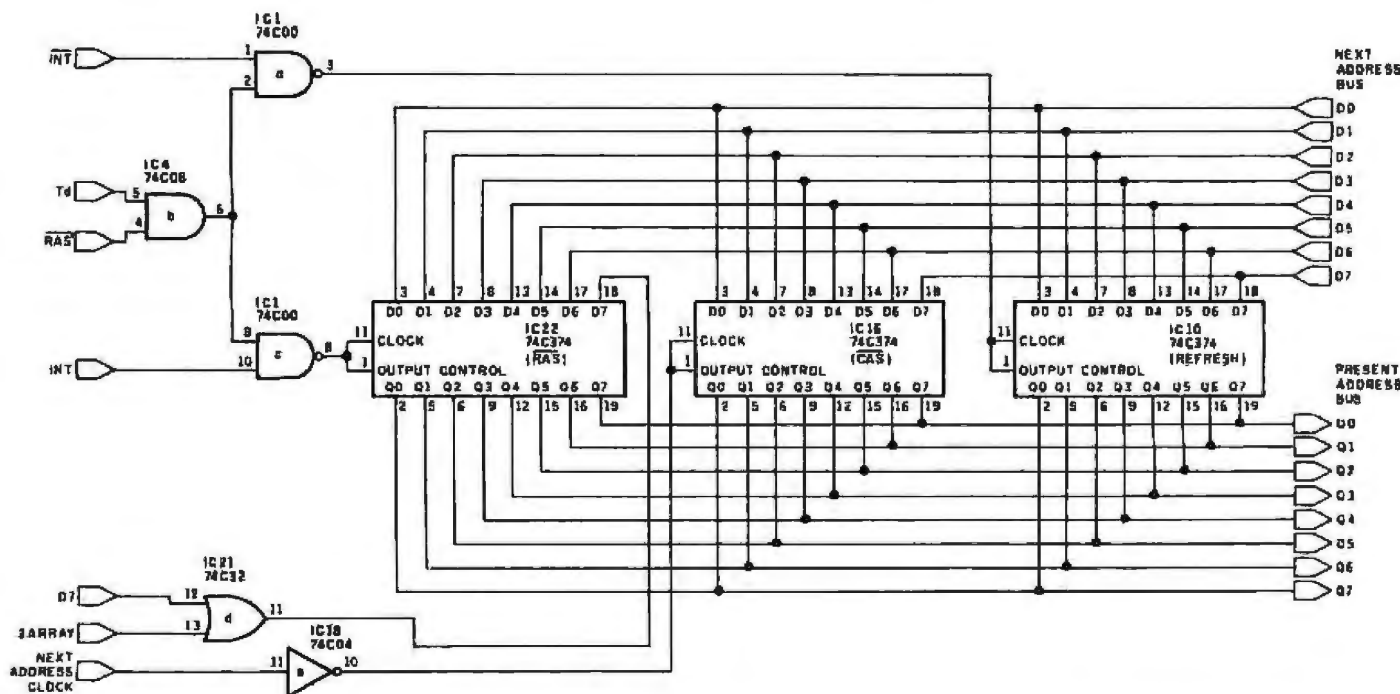 IC1
74C00
INT
1
2
a
3
NEXT
ADDRESS
BUS
D0
D1
D2
D3
D4
D5
D6
D7
IC4
74C08
Td
5
4
b
6
RAS
IC1
74C00
9
10
c
8
INT
3 4 7 8 13 14 17 18
D0 D1 D2 D3 D4 D5 D6 D7
IC22
74C374
(RAS)
11 CLOCK
1 OUTPUT CONTROL
Q0 Q1 Q2 Q3 Q4 Q5 Q6 Q7
2 5 6 9 12 15 16 19
3 4 7 8 13 14 17 18
D0 D1 D2 D3 D4 D5 D6 D7
IC16
74C374
(CAS)
11 CLOCK
1 OUTPUT CONTROL
Q0 Q1 Q2 Q3 Q4 Q5 Q6 Q7
2 5 6 9 12 15 16 19
3 4 7 8 13 14 17 18
D0 D1 D2 D3 D4 D5 D6 D7
IC10
74C374
(REFRESH)
11 CLOCK
1 OUTPUT CONTROL
Q0 Q1 Q2 Q3 Q4 Q5 Q6 Q7
2 5 6 9 12 15 16 19
PRESENT
ADDRESS
BUS
Q0
Q1
Q2
Q3
Q4
Q5
Q6
Q7
IC21
74C32
D7
12
13
d
11
IC18
74C04
NEXT
ADDRESS
CLOCK
11
10